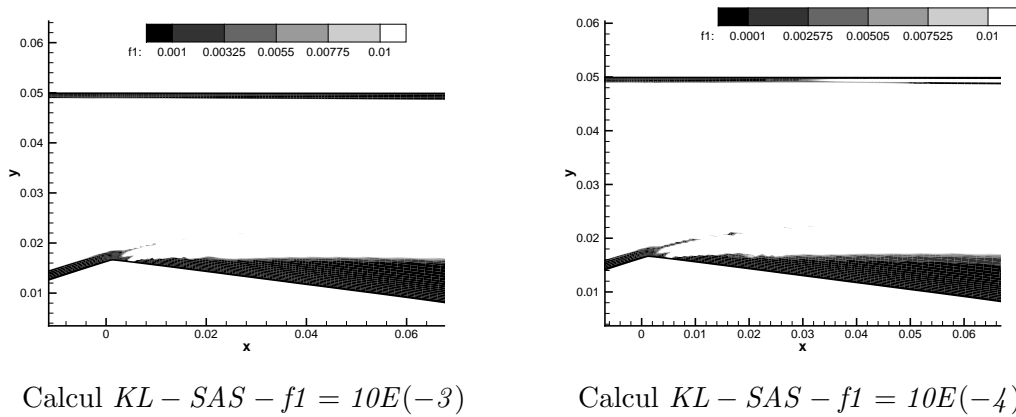 f1: 0.001 0.00325 0.0055 0.00775 0.01
0.06
0.05
0.04
0.03
0.02
0.01
y
0 0.02 0.04 0.06
x
Calcul KL – SAS – f1 = 10E(–3)
f1: 0.0001 0.002575 0.00505 0.007525 0.01
0.06
0.05
0.04
0.03
0.02
0.01
y
0 0.01 0.02 0.03 0.04 0.05 0.06
x
Calcul KL – SAS – f1 = 10E(–4)